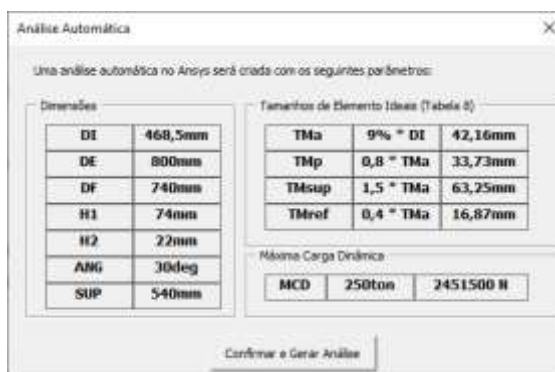 Análise Automática
Uma análise automática no Ansys será criada com os seguintes parâmetros:
Dimensões
DI 468,5mm
DE 800mm
DF 740mm
H1 74mm
H2 22mm
ANG 30deg
SUP 540mm
Tamanhos de Elemento Ideais (Tabela 8)
TMa 9% * DI 42,16mm
TMp 0,8 * TMa 33,73mm
TMsup 1,5 * TMa 63,25mm
TMref 0,4 * TMa 16,87mm
Máxima Carga Dinâmica
MCD 250ton 2451500 N
Confirmar e Gerar Análise